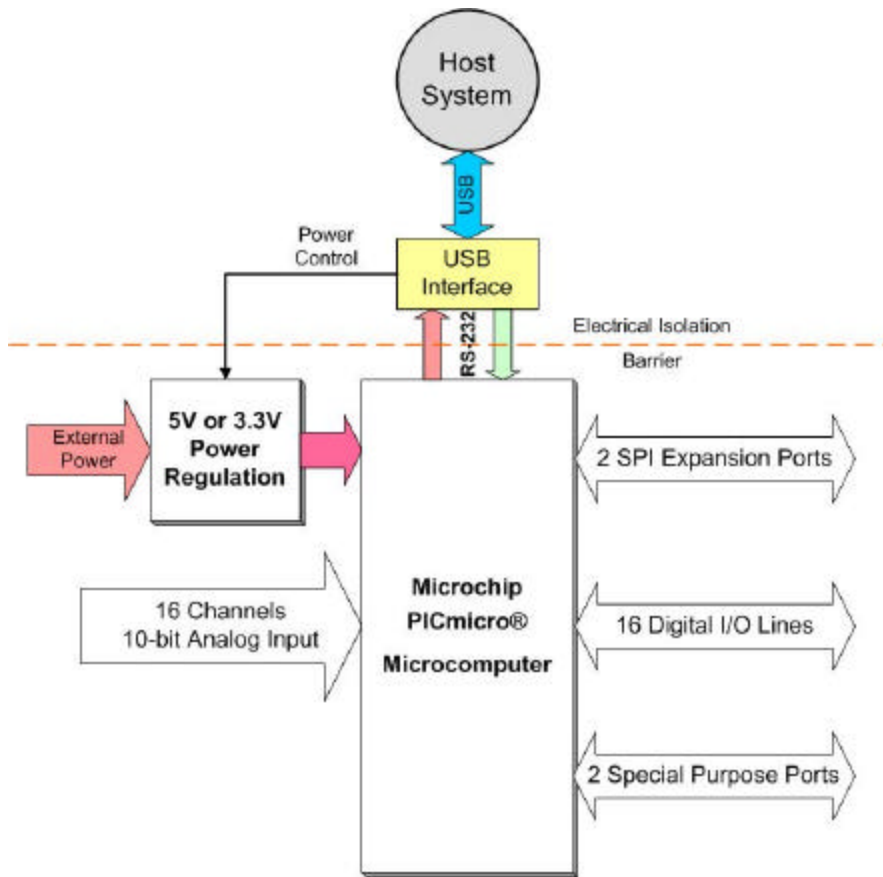 Host
System
USB
Power
Control
USB
Interface
RS-232
Electrical Isolation
Barrier
5V or 3.3V
Power
Regulation
External
Power
2 SPI Expansion Ports
16 Channels
10-bit Analog Input
Microchip
PICmicro®
Microcomputer
16 Digital I/O Lines
2 Special Purpose Ports